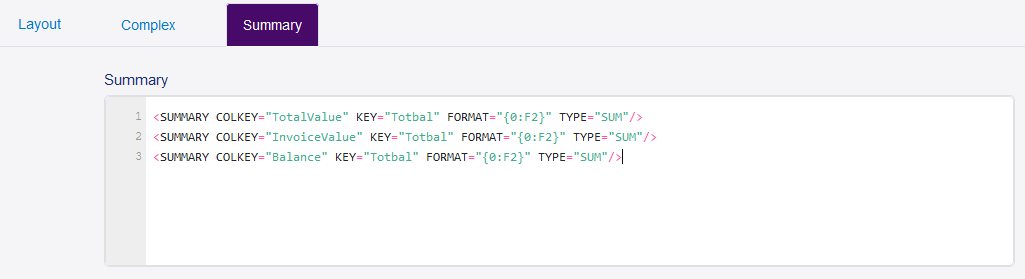 Layout Complex Summary
Summary
1 <SUMMARY COLKEY="TotalValue" KEY="Totbal" FORMAT="{0:F2}" TYPE="SUM"/>
2 <SUMMARY COLKEY="InvoiceValue" KEY="Totbal" FORMAT="{0:F2}" TYPE="SUM"/>
3 <SUMMARY COLKEY="Balance" KEY="Totbal" FORMAT="{0:F2}" TYPE="SUM"/>